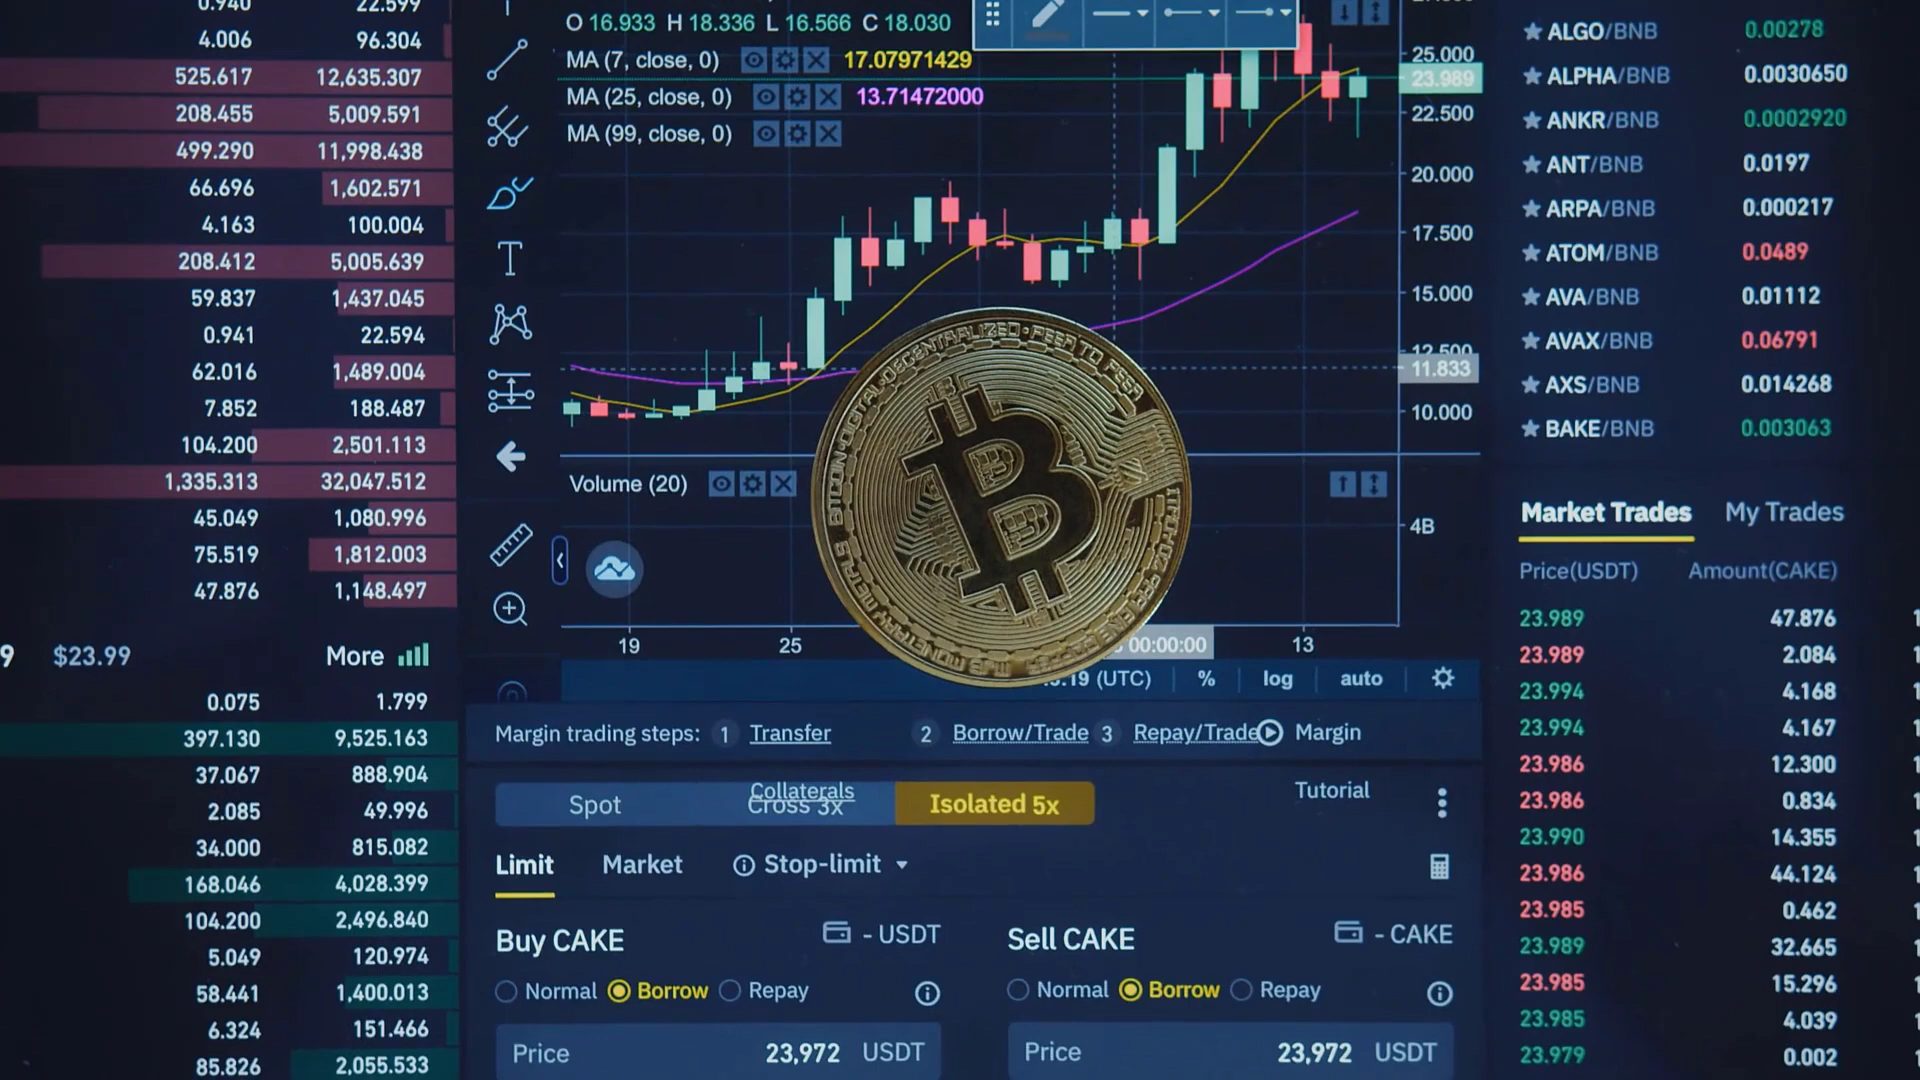 0.940 22.599
4.006 96.304
525.617 12,635.307
208.455 5,009.591
499.290 11,998.438
66.696 1,602.571
4.163 100.004
208.412 5,005.639
59.837 1,437.045
0.941 22.594
62.016 1,489.004
7.852 188.487
104.200 2,501.113
1,335.313 32,047.512
45.049 1,080.996
75.519 1,812.003
47.876 1,148.497
9 $23.99 More
0.075 1.799
397.130 9,525.163
37.067 888.904
2.085 49.996
34.000 815.082
168.046 4,028.399
104.200 2,496.840
5.049 120.974
58.441 1,400.013
6.324 151.466
85.826 2,055.533
O 16.933 H 18.336 L 16.566 C 18.030
MA (7, close, 0) 17.07971429
MA (25, close, 0) 13.71472000
MA (99, close, 0)
25.000
23.989
22.500
20.000
17.500
15.000
12.500
11.833
10.000
Volume (20)
4B
BITCOIN·DIGITAL·DECENTRALIZED·PEER TO PEER
B
19 25 00:00:00 13
(UTC) % log auto
Margin trading steps: 1 Transfer 2 Borrow/Trade 3 Repay/Trade Margin
Collaterals Tutorial
Spot Cross 3x Isolated 5x
Limit Market Stop-limit
Buy CAKE - USDT
Normal Borrow Repay
Price 23,972 USDT
Sell CAKE - CAKE
Normal Borrow Repay
Price 23,972 USDT
ALGO/BNB 0.00278
ALPHA/BNB 0.0030650
ANKR/BNB 0.0002920
ANT/BNB 0.0197
ARPA/BNB 0.000217
ATOM/BNB 0.0489
AVA/BNB 0.01112
AVAX/BNB 0.06791
AXS/BNB 0.014268
BAKE/BNB 0.003063
Market Trades My Trades
Price(USDT) Amount(CAKE)
23.989 47.876
23.989 2.084
23.994 4.168
23.994 4.167
23.986 12.300
23.986 0.834
23.990 14.355
23.986 44.124
23.985 0.462
23.989 32.665
23.985 15.296
23.985 4.039
23.979 0.002